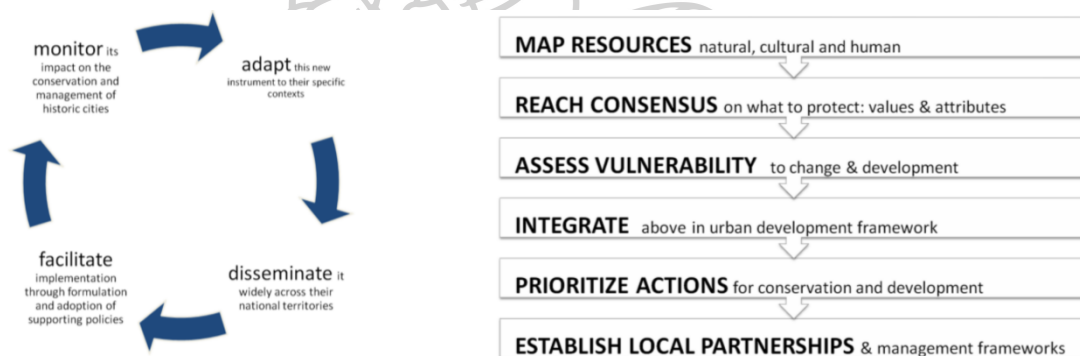 monitor its
impact on the
conservation and
management of
historic cities
adapt this new
instrument to their specific
contexts
disseminate it
widely across their
national territories
facilitate
implementation
through formulation
and adoption of
supporting policies
MAP RESOURCES natural, cultural and human
REACH CONSENSUS on what to protect: values & attributes
ASSESS VULNERABILITY to change & development
INTEGRATE above in urban development framework
PRIORITIZE ACTIONS for conservation and development
ESTABLISH LOCAL PARTNERSHIPS & management frameworks